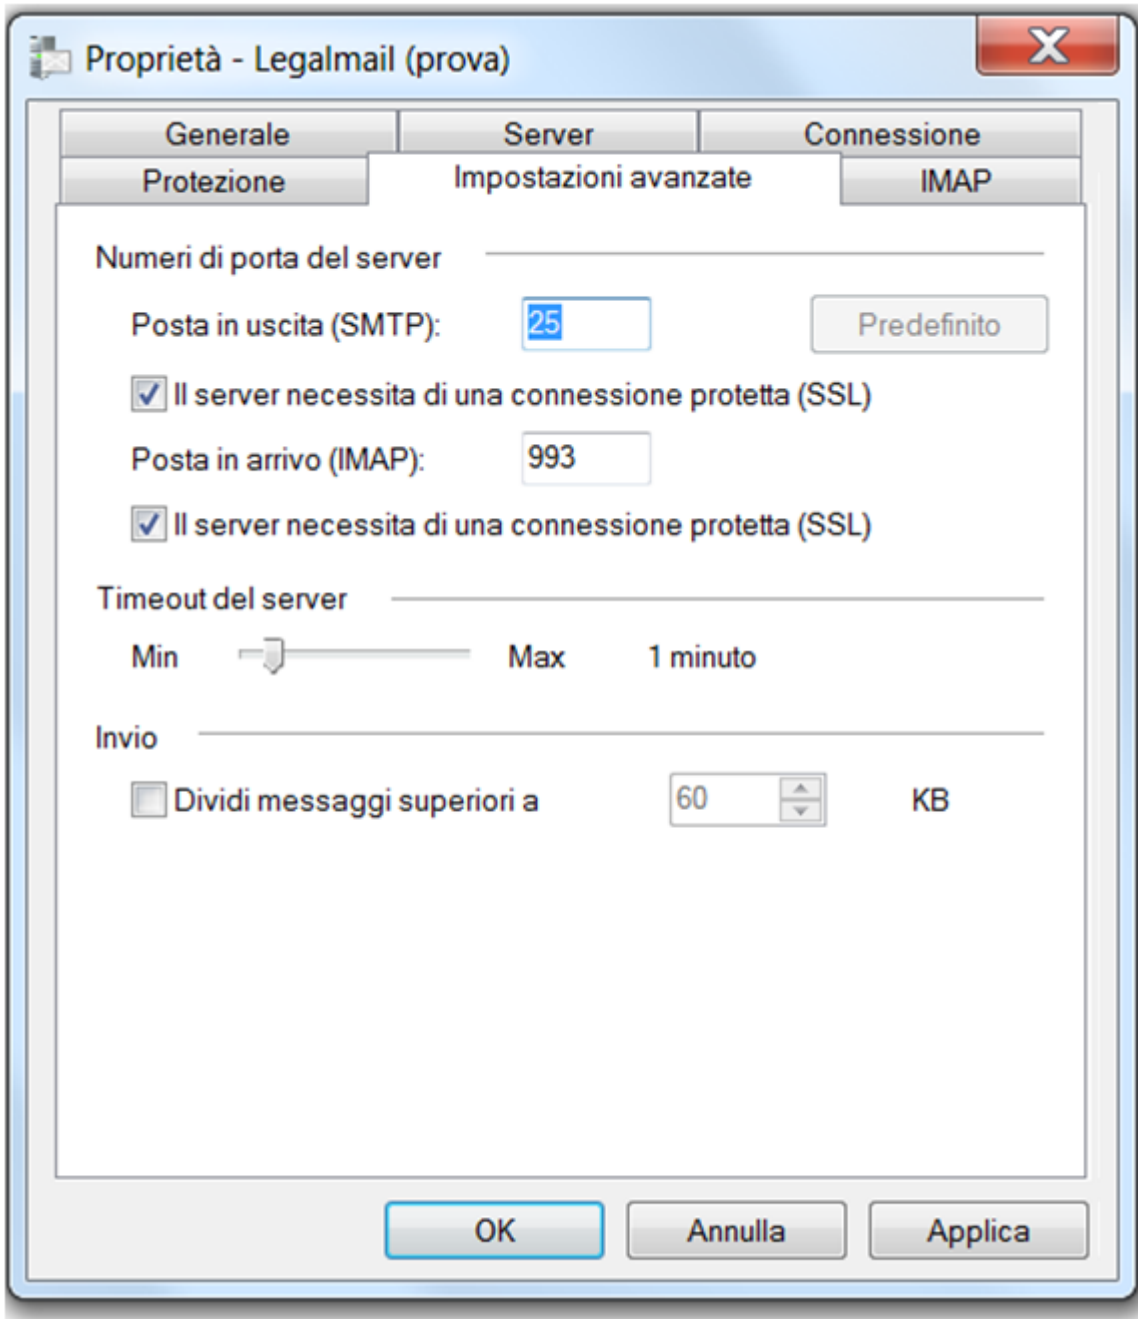 Proprietà - Legalmail (prova)
Generale Server Connessione
Protezione Impostazioni avanzate IMAP
Numeri di porta del server
Posta in uscita (SMTP): 25 Predefinito
Il server necessita di una connessione protetta (SSL)
Posta in arrivo (IMAP): 993
Il server necessita di una connessione protetta (SSL)
Timeout del server
Min Max 1 minuto
Invio
Dividi messaggi superiori a 60 KB
OK Annulla Applica